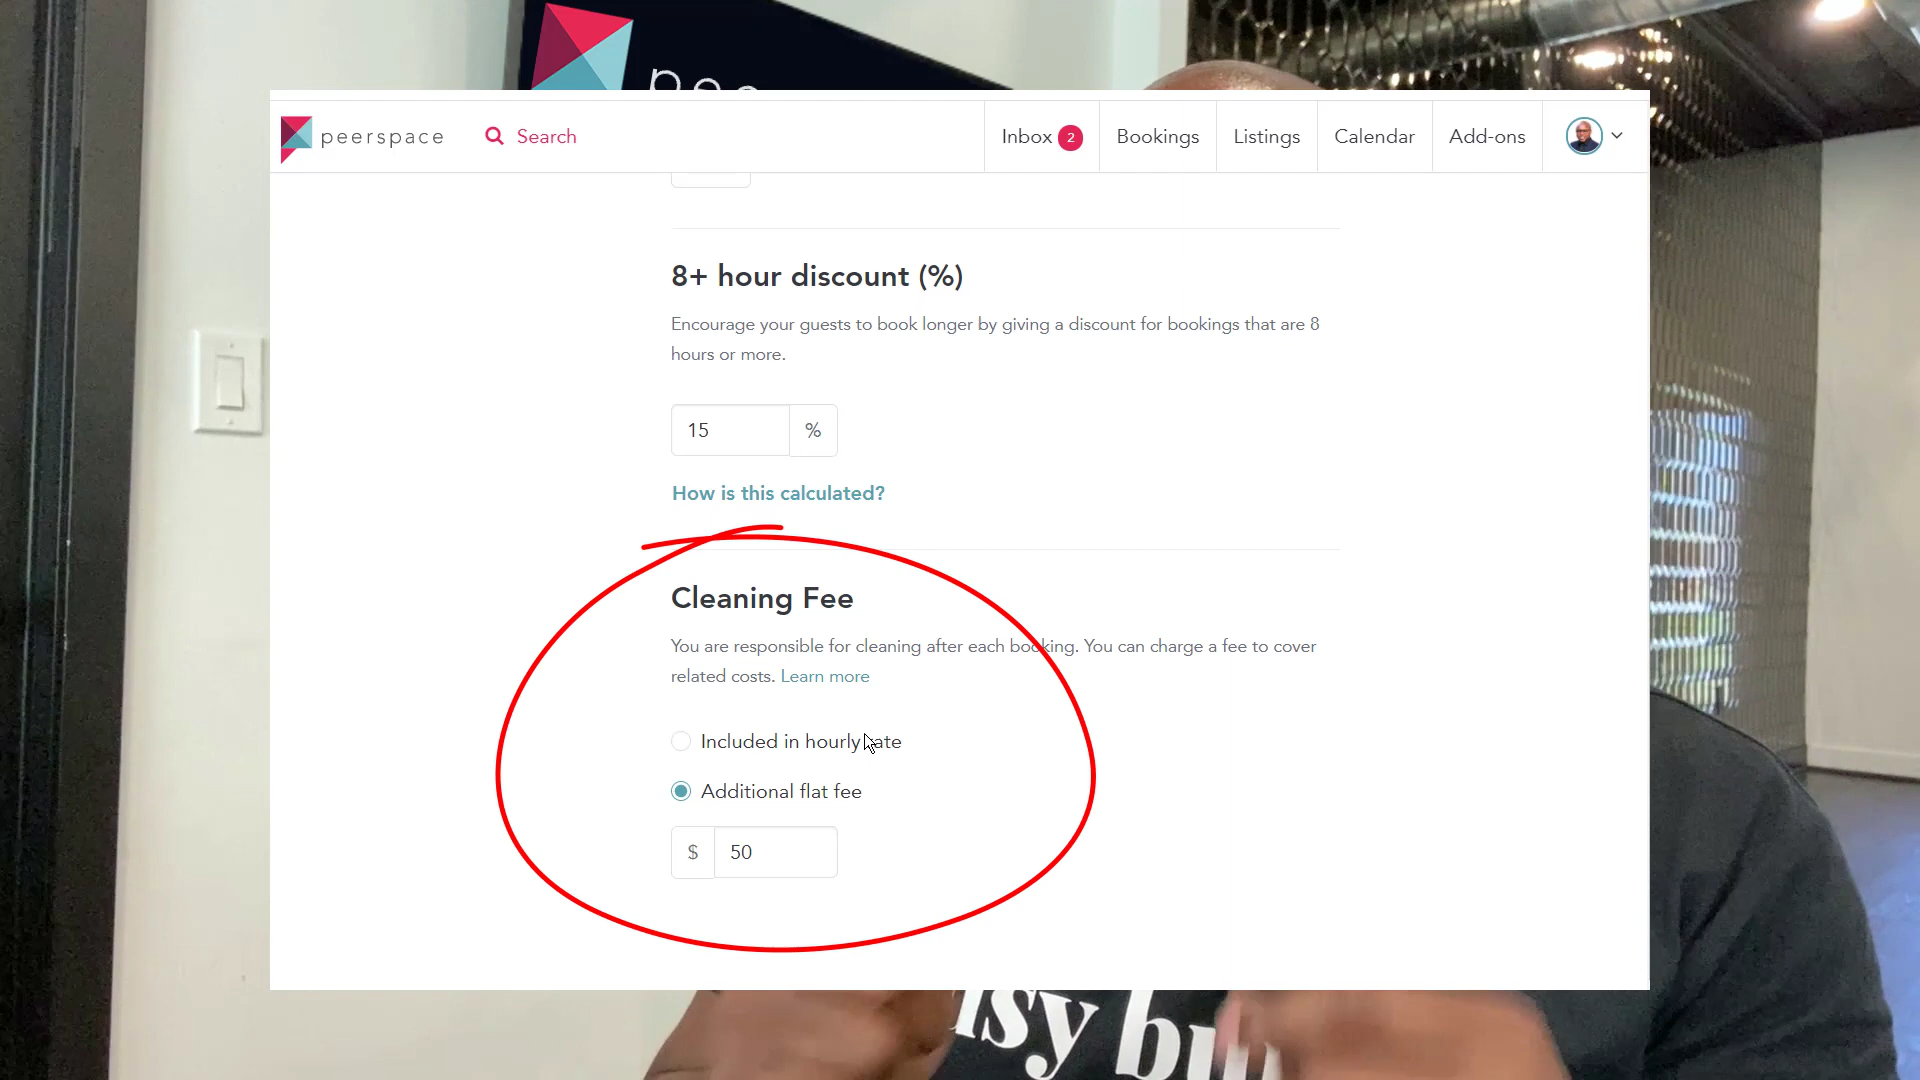 peerspace
Search
Inbox 2
Bookings
Listings
Calendar
Add-ons
8+ hour discount (%)
Encourage your guests to book longer by giving a discount for bookings that are 8
hours or more.
15 %
How is this calculated?
Cleaning Fee
You are responsible for cleaning after each booking. You can charge a fee to cover
related costs. Learn more
Included in hourly rate
Additional flat fee
$ 50